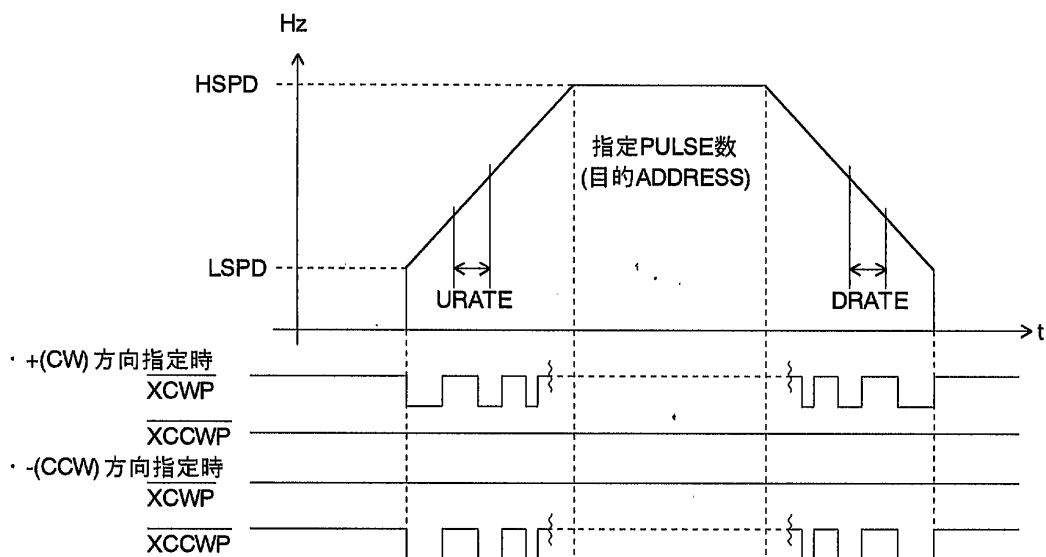 Hz
HSPD
指定PULSE数
(目的ADDRESS)
LSPD
URATE
DRATE
t
・ +(CW) 方向指定時
XCWP
XCCWP
・ -(CCW) 方向指定時
XCWP
XCCWP